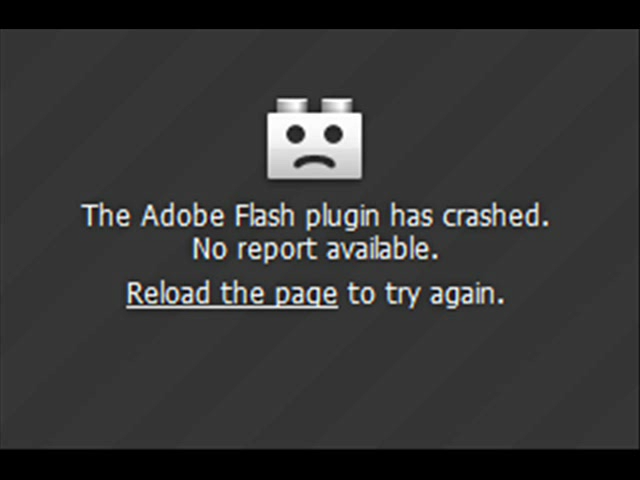 The Adobe Flash plugin has crashed.
No report available.
Reload the page to try again.